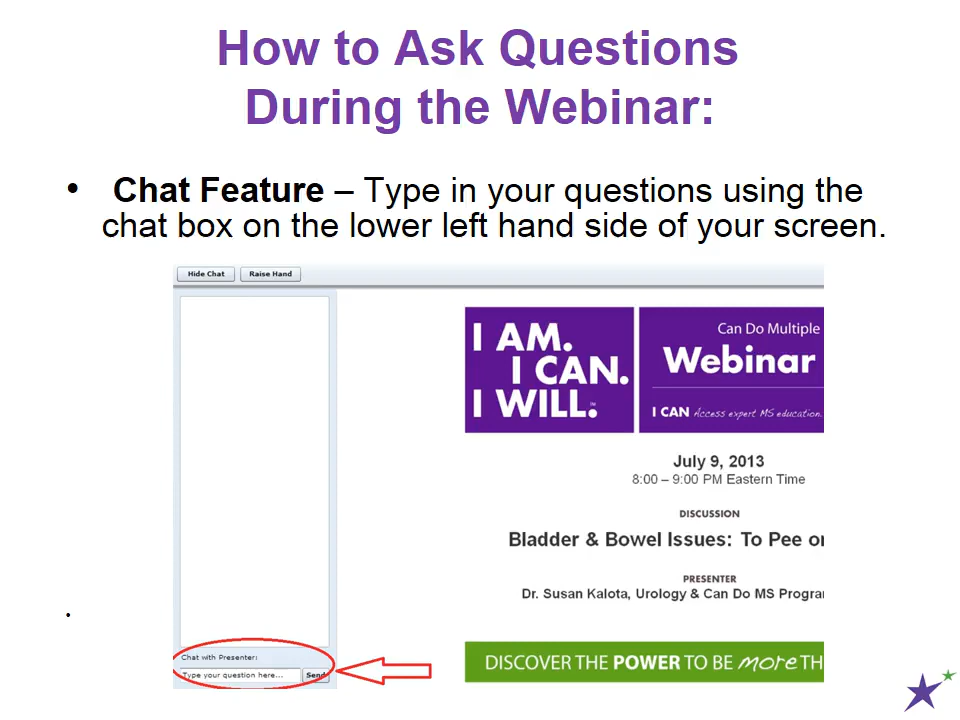 How to Ask Questions
During the Webinar:
• Chat Feature – Type in your questions using the
chat box on the lower left hand side of your screen.
Hide Chat Raise Hand
I AM.
I CAN.
I WILL.™
Can Do Multiple
Webinar
I CAN Access expert MS education.
July 9, 2013
8:00 – 9:00 PM Eastern Time
DISCUSSION
Bladder & Bowel Issues: To Pee or
PRESENTER
Dr. Susan Kalota, Urology & Can Do MS Program
•
Chat with Presenter:
Type your question here... Send
DISCOVER THE POWER TO BE more TH